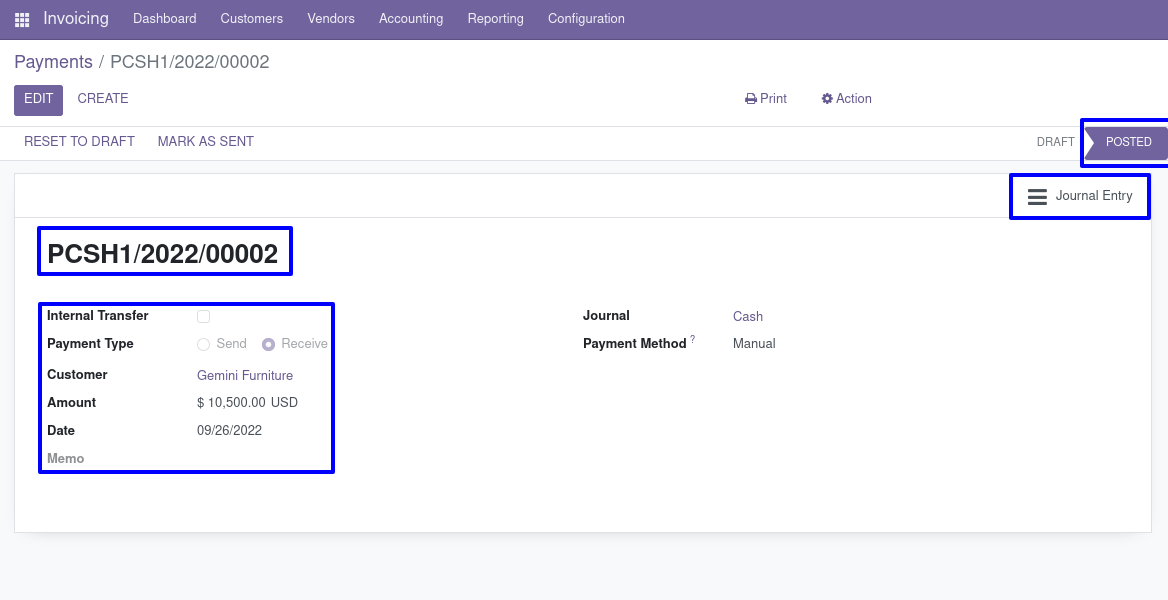 Invoicing Dashboard Customers Vendors Accounting Reporting Configuration
Payments / PCSH1/2022/00002
EDIT CREATE Print Action
RESET TO DRAFT MARK AS SENT DRAFT POSTED
Journal Entry
PCSH1/2022/00002
Internal Transfer Journal Cash
Payment Type Send Receive Payment Method ? Manual
Customer Gemini Furniture
Amount $ 10,500.00 USD
Date 09/26/2022
Memo